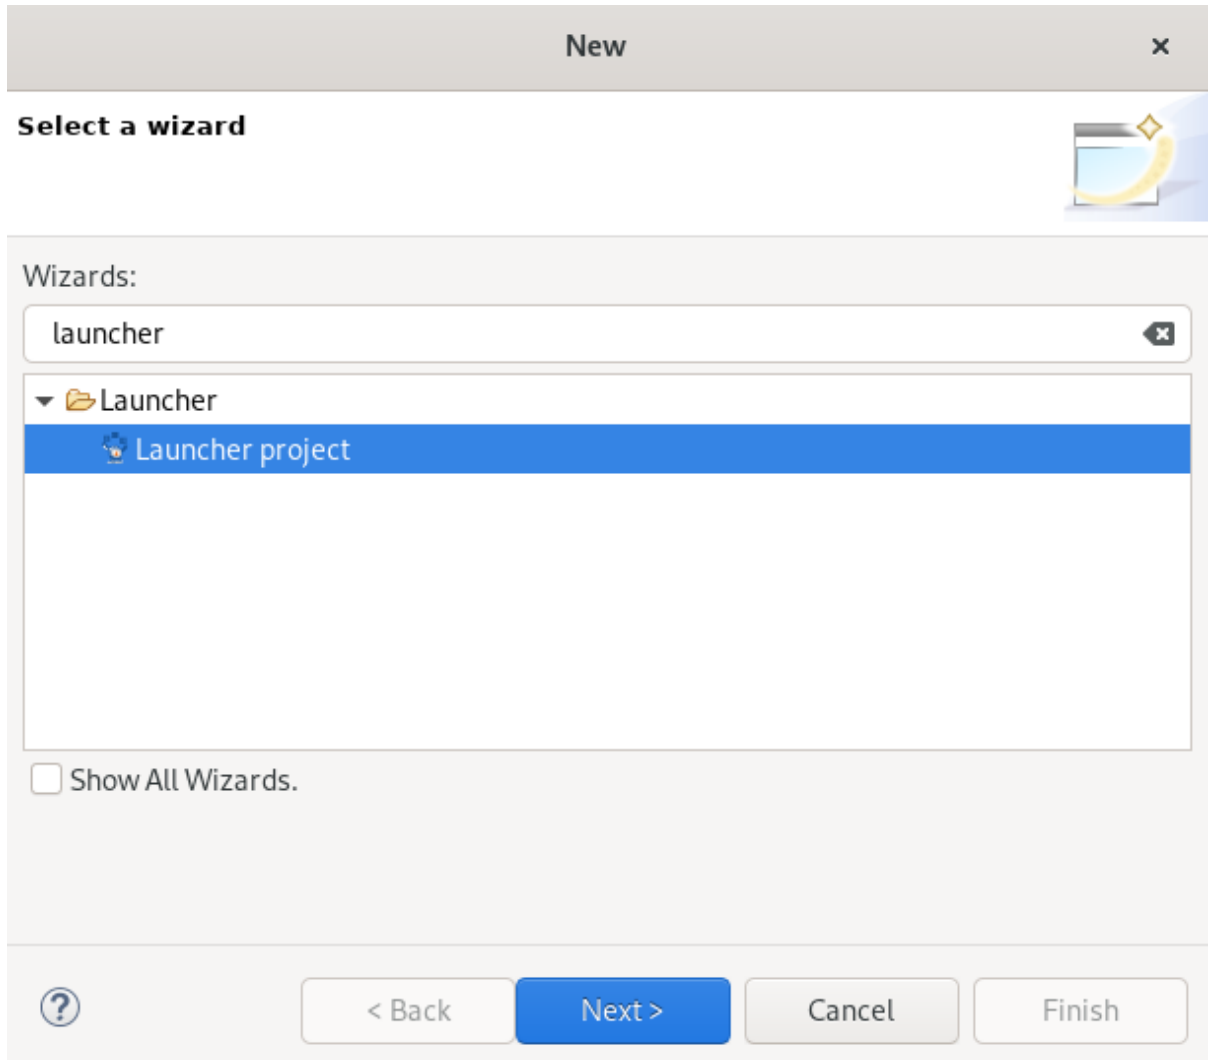 New
Select a wizard
Wizards:
launcher
Launcher
Launcher project
Show All Wizards.
< Back Next > Cancel Finish